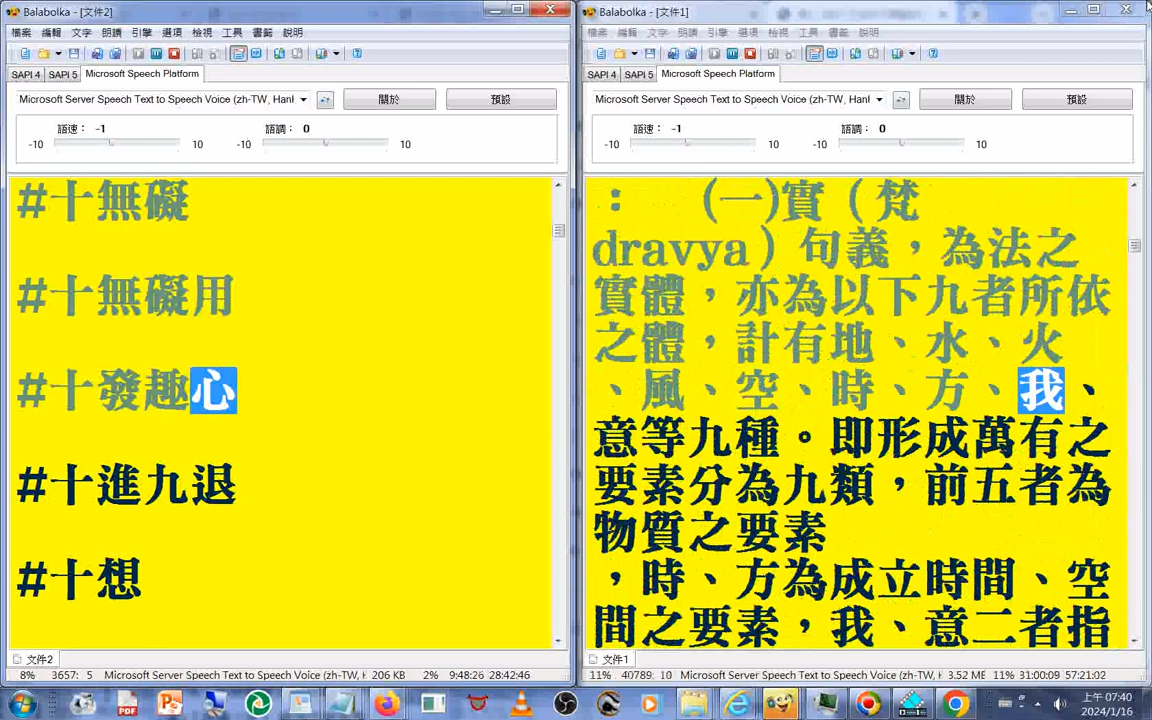 Balabolka - [文件2]
檔案 編輯 文字 朗讀 引擎 選項 檢視 工具 書籤 說明
SAPI 4 SAPI 5 Microsoft Speech Platform
Microsoft Server Speech Text to Speech Voice (zh-TW, Hanl
關於 預設
語速: -1 語調: 0
-10 10 -10 10
#十無礙
#十無礙用
#十發趣心
#十進九退
#十想
文件2
8% 3657: 5 Microsoft Server Speech Text to Speech Voice (zh-TW, H 206 KB 2% 9:48:26 28:42:46
Balabolka - [文件1]
檔案 編輯 文字 朗讀 引擎 選項 檢視 工具 書籤 說明
SAPI 4 SAPI 5 Microsoft Speech Platform
Microsoft Server Speech Text to Speech Voice (zh-TW, Hanl
關於 預設
語速: -1 語調: 0
-10 10 -10 10
： (一)實（梵
dravya）句義，為法之
實體，亦為以下九者所依
之體，計有地、水、火
、風、空、時、方、我、
意等九種。即形成萬有之
要素分為九類，前五者為
物質之要素
，時、方為成立時間、空
間之要素，我、意二者指
文件1
11% 40789: 10 Microsoft Server Speech Text to Speech Voice (zh-TW, H 3.52 ME 11% 31:00:09 57:21:02
上午 07:40
2024/1/16